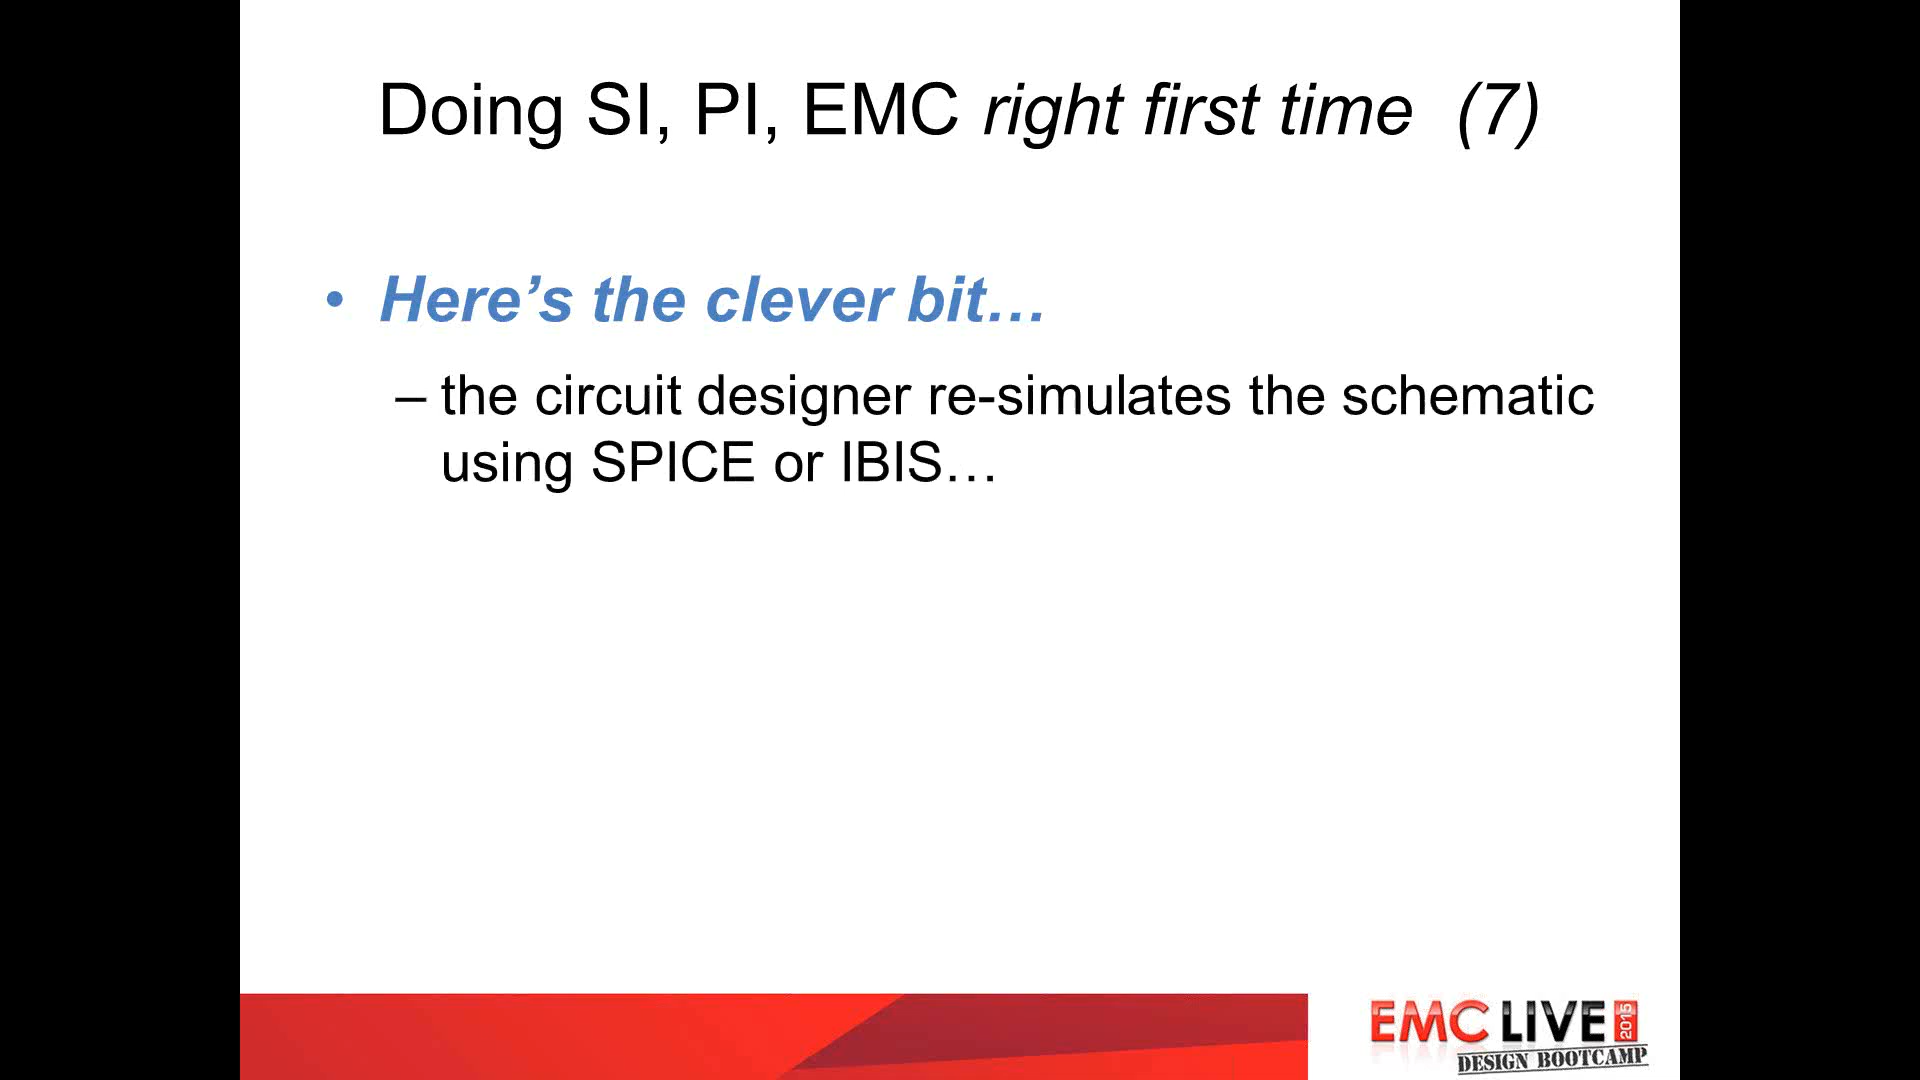 Doing SI, PI, EMC right first time (7)
• Here’s the clever bit…
– the circuit designer re-simulates the schematic
using SPICE or IBIS…
EMC LIVE 2015
DESIGN BOOTCAMP